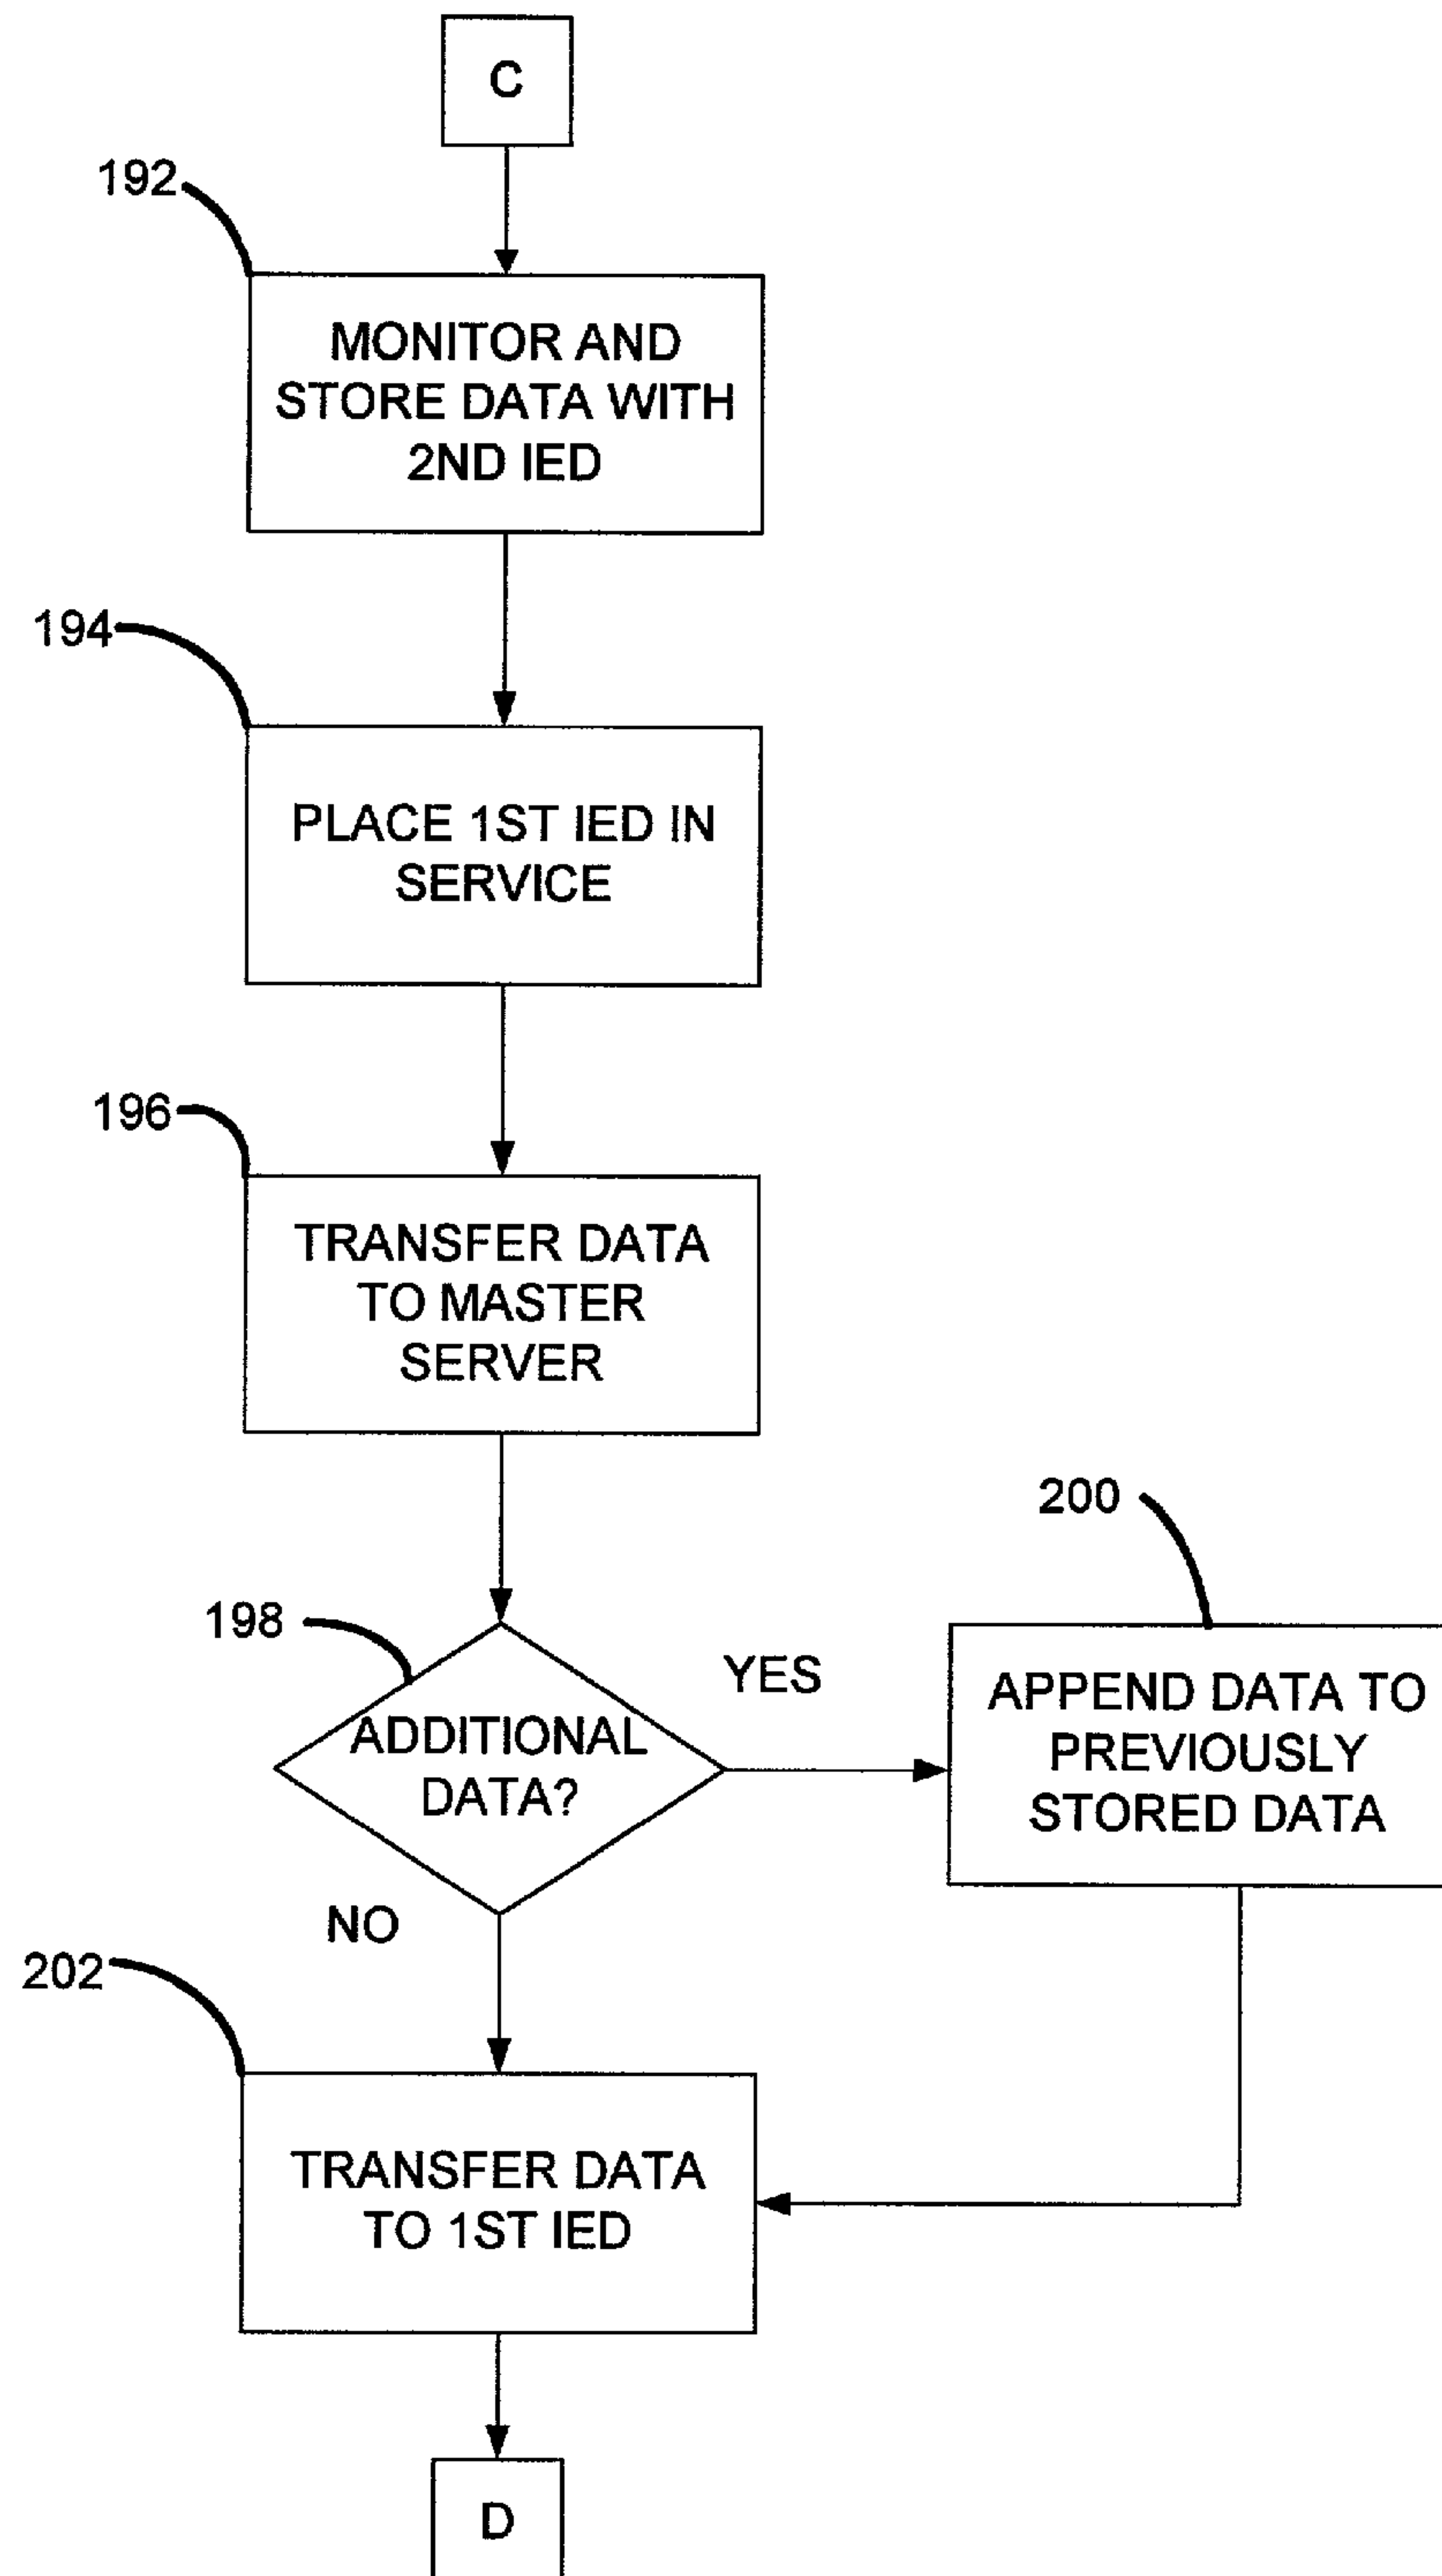 C
192
MONITOR AND
STORE DATA WITH
2ND IED
194
PLACE 1ST IED IN
SERVICE
196
TRANSFER DATA
TO MASTER
SERVER
200
198
YES
ADDITIONAL
DATA?
APPEND DATA TO
PREVIOUSLY
STORED DATA
NO
202
TRANSFER DATA
TO 1ST IED
D